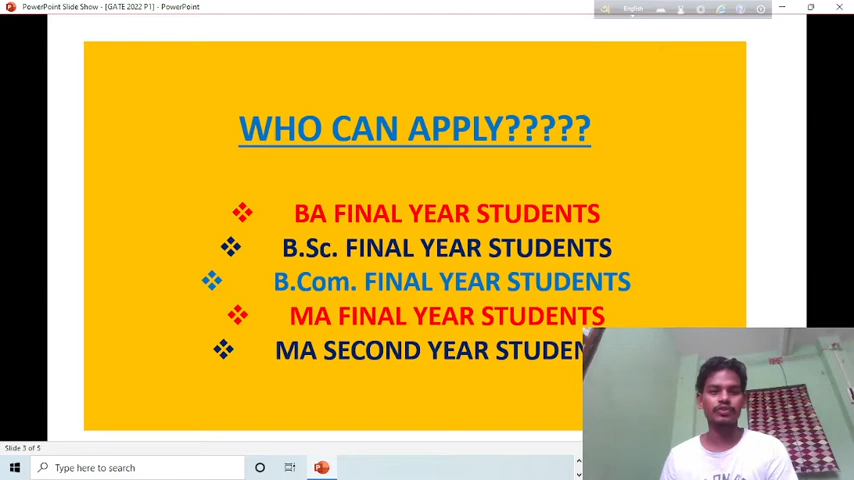 PowerPoint Slide Show - [GATE 2022 P1] - PowerPoint
English
WHO CAN APPLY?????
BA FINAL YEAR STUDENTS
B.Sc. FINAL YEAR STUDENTS
B.Com. FINAL YEAR STUDENTS
MA FINAL YEAR STUDENTS
MA SECOND YEAR STUDEN
Slide 3 of 5
Type here to search